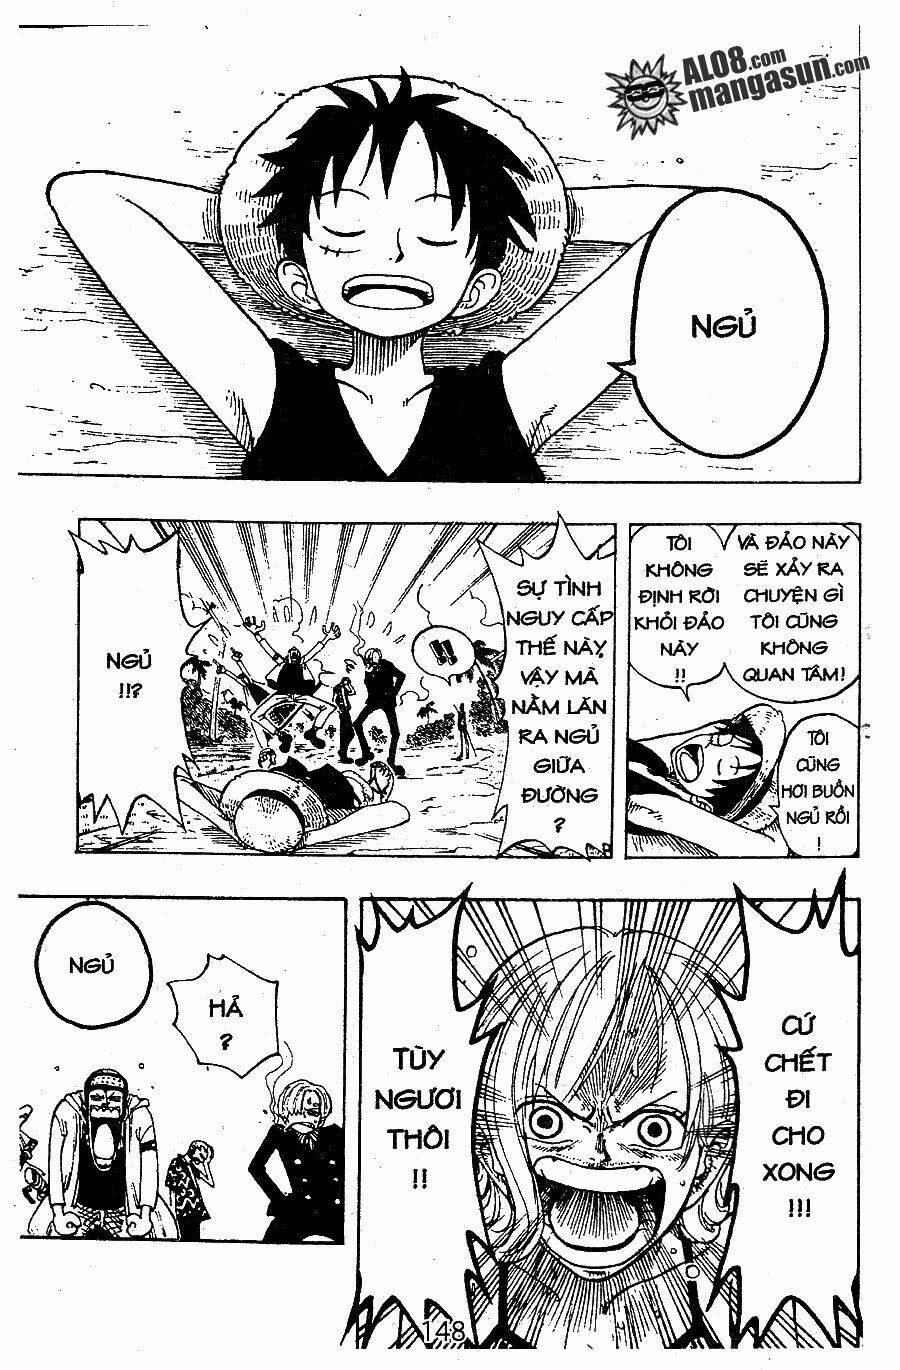 ALO8.com
mangasun.com
NGỦ
VÀ ĐẢO NÀY
SẼ XẢY RA
CHUYỆN GÌ
TÔI CŨNG
KHÔNG
QUAN TÂM!
TÔI
KHÔNG
ĐỊNH RỜI
KHỎI ĐẢO
NÀY
!!
TÔI
CŨNG
HƠI BUỒN
NGỦ RỒI
!
SỰ TÌNH
NGUY CẤP
THẾ NÀY,
VẬY MÀ
NẰM LĂN
RA NGỦ
GIỮA
ĐƯỜNG
?
!!
NGỦ
!!?
CỨ
CHẾT
ĐI
CHO
XONG
!!!
TÙY
NGƯƠI
THÔI
!!
HẢ
?
NGỦ
148